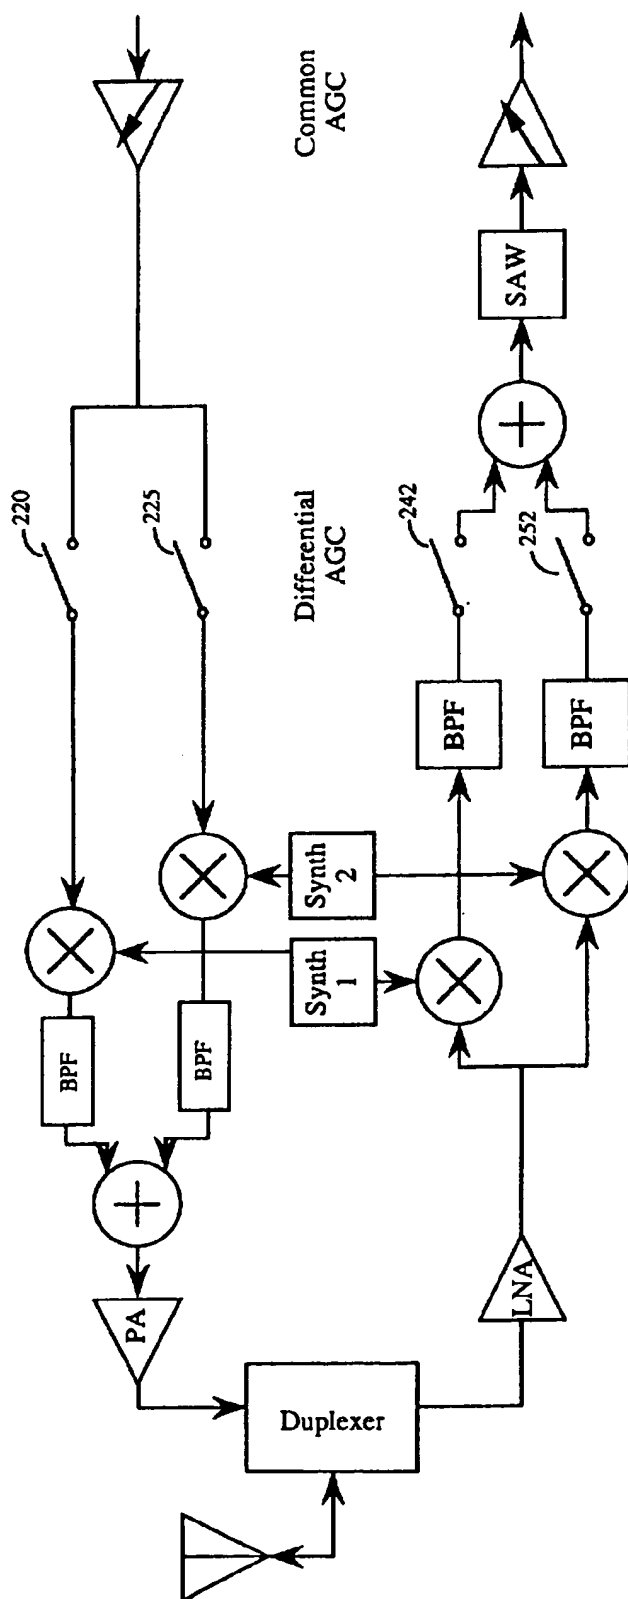 Common
AGC
SAW
220
225
Differential
AGC
242
252
BPF
BPF
Synth
2
Synth
1
BPF
BPF
PA
LNA
Duplexer